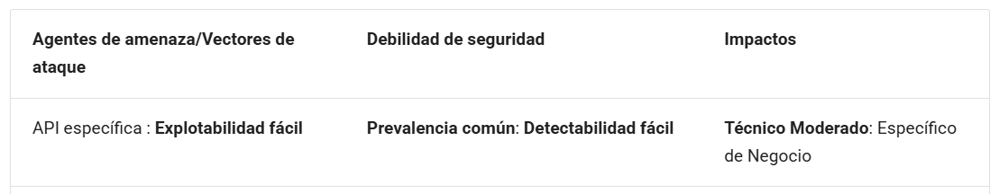 Agentes de amenaza/Vectores de
ataque
Debilidad de seguridad
Impactos
API específica : Explotabilidad fácil
Prevalencia común: Detectabilidad fácil
Técnico Moderado: Específico
de Negocio